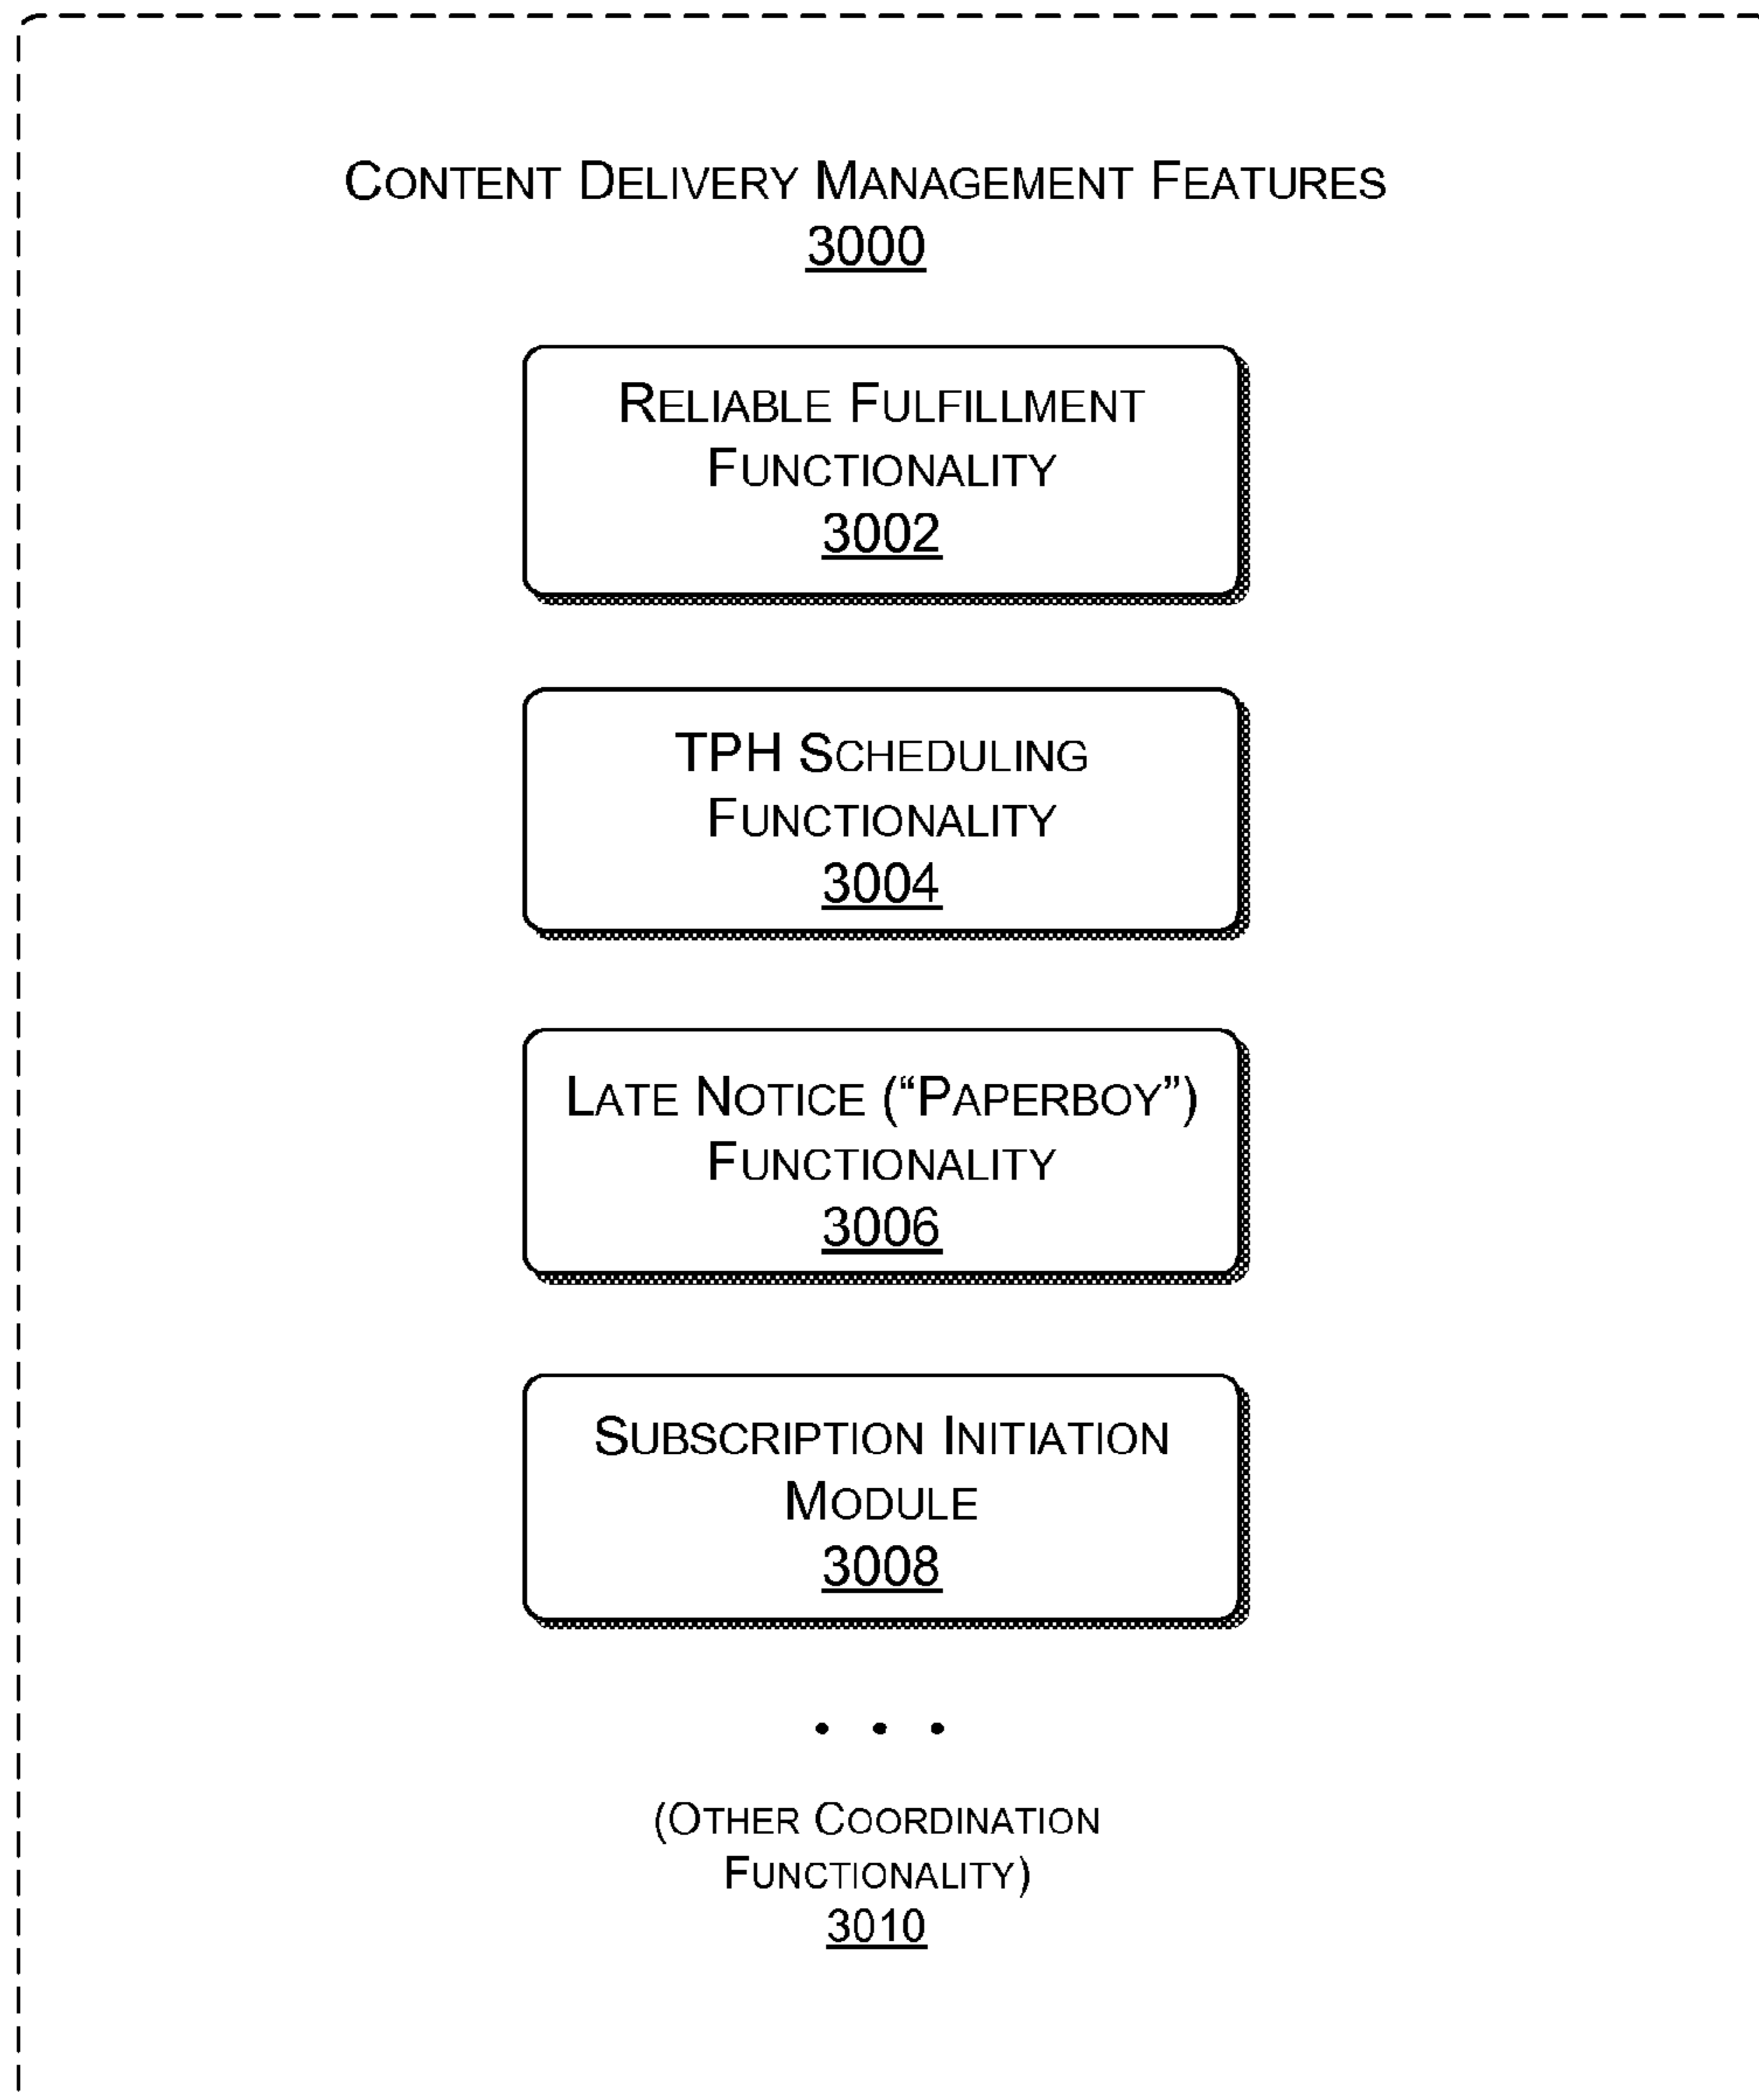 CONTENT DELIVERY MANAGEMENT FEATURES
3000
RELIABLE FULFILLMENT
FUNCTIONALITY
3002
TPH SCHEDULING
FUNCTIONALITY
3004
LATE NOTICE (“PAPERBOY”)
FUNCTIONALITY
3006
SUBSCRIPTION INITIATION
MODULE
3008
. . .
(OTHER COORDINATION
FUNCTIONALITY)
3010